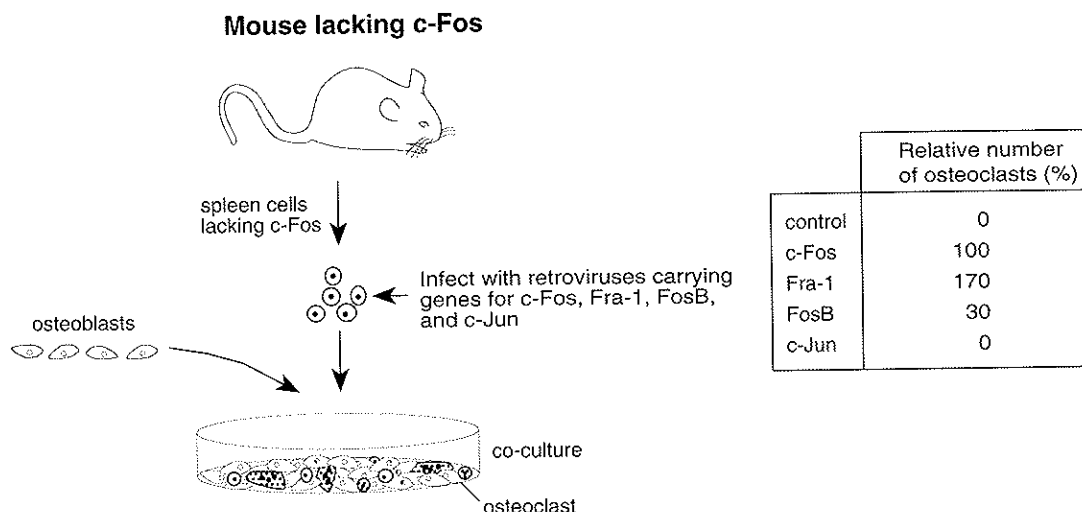 Mouse lacking c-Fos
spleen cells
lacking c-Fos
Infect with retroviruses carrying
genes for c-Fos, Fra-1, FosB,
and c-Jun
osteoblasts
co-culture
osteoclast
Relative number
of osteoclasts (%)
control 0
c-Fos 100
Fra-1 170
FosB 30
c-Jun 0